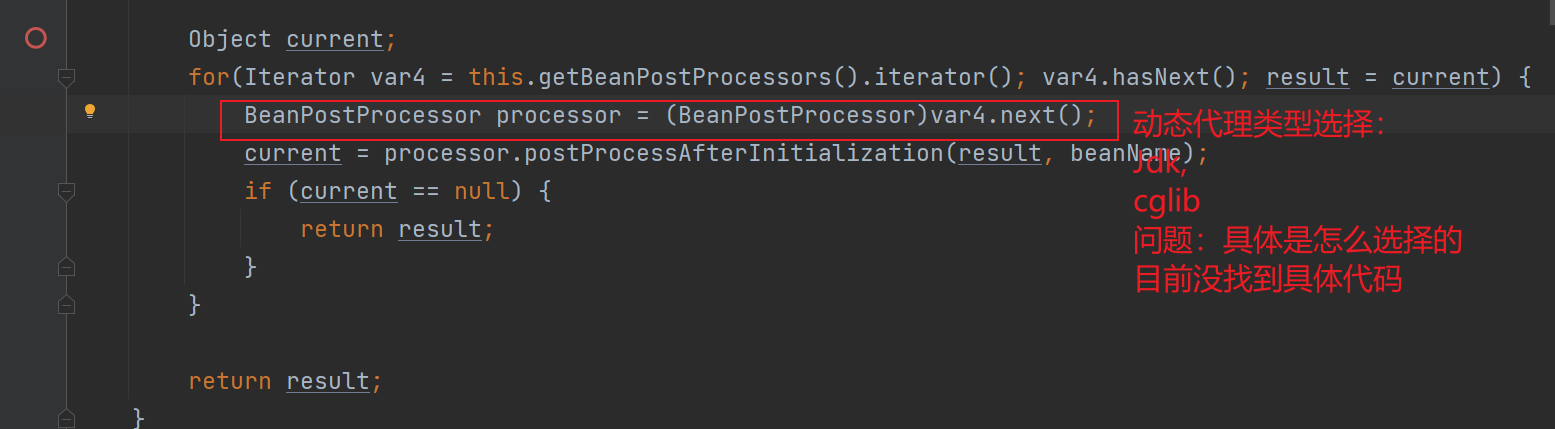 Object current;
for(Iterator var4 = this.getBeanPostProcessors().iterator(); var4.hasNext(); result = current) {
BeanPostProcessor processor = (BeanPostProcessor)var4.next();
动态代理类型选择：
current = processor.postProcessAfterInitialization(result, beanName);
Jdk,
if (current == null) {
cglib
return result;
问题：具体是怎么选择的
}
目前没找到具体代码
}
return result;
}